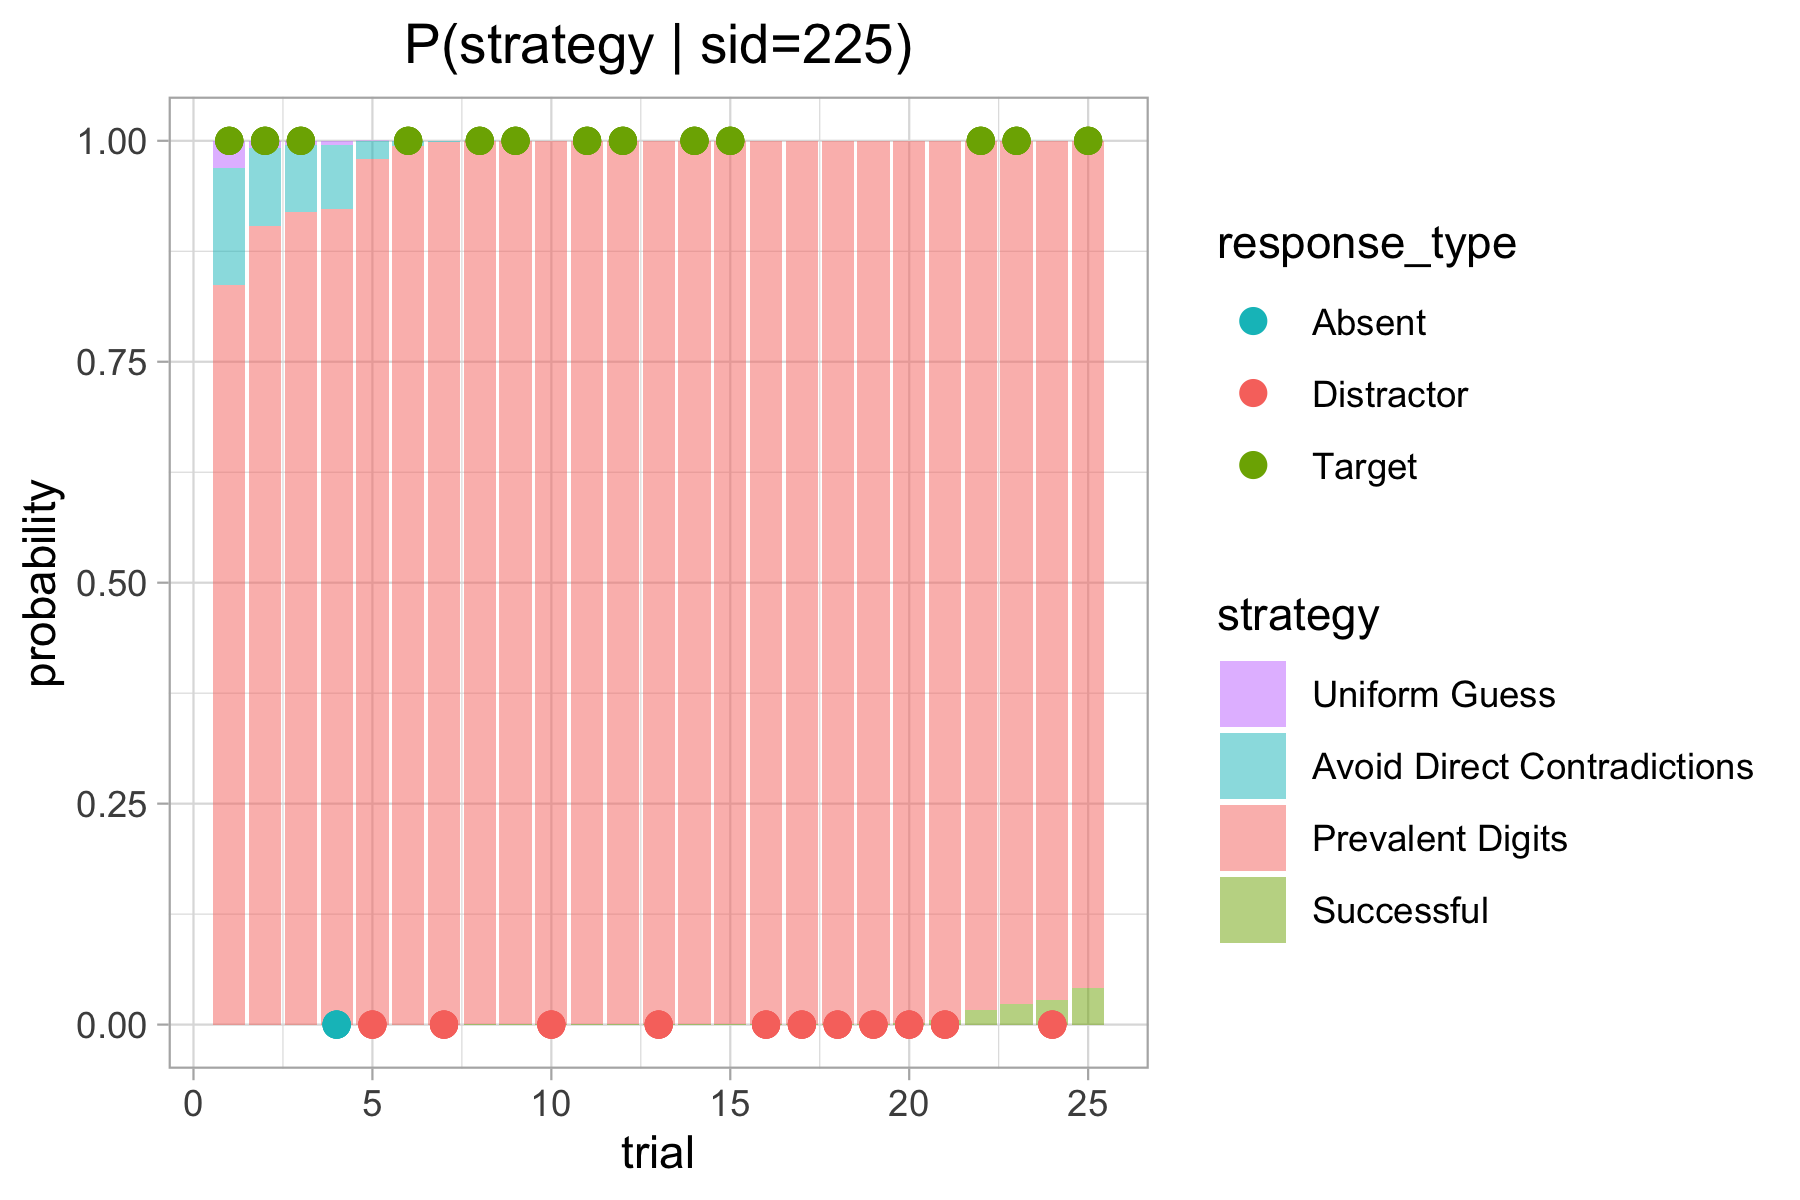 P(strategy | sid=225)
probability
1.00
0.75
0.50
0.25
0.00
0 5 10 15 20 25
trial
response_type
Absent
Distractor
Target
strategy
Uniform Guess
Avoid Direct Contradictions
Prevalent Digits
Successful